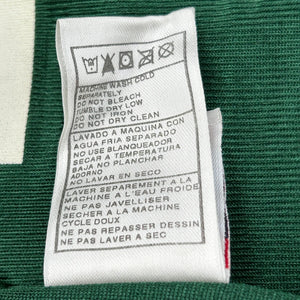 MACHINE WASH COLD
SEPARATELY
DO NOT BLEACH
TUMBLE DRY LOW
DO NOT IRON
DO NOT DRY CLEAN
LAVADO A MAQUINA CON
AGUA FRIA SEPARADO
NO USE BLANQUEADOR
SECAR A TEMPERATURA
BAJA NO PLANCHAR
ADORNO
NO LAVAR EN SECO
LAVER SEPAREMENT A LA
MACHINE A L'EAU FROIDE
NE PAS JAVELLISER
SECHER A LA MACHINE
CYCLE DOUX
NE PAS REPASSER DESSIN
NE PAS LAVER A SEC